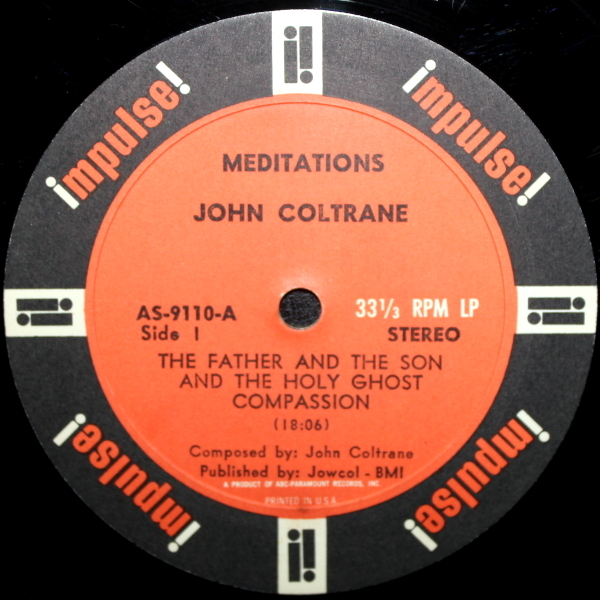 impulse!
impulse!
MEDITATIONS
JOHN COLTRANE
AS-9110-A
33 1/3 RPM LP
Side 1
STEREO
THE FATHER AND THE SON
AND THE HOLY GHOST
COMPASSION
(18:06)
Composed by: John Coltrane
Published by: Jowcol - BMI
A PRODUCT OF ABC-PARAMOUNT RECORDS, INC.
PRINTED IN U.S.A.
impulse!
impulse!